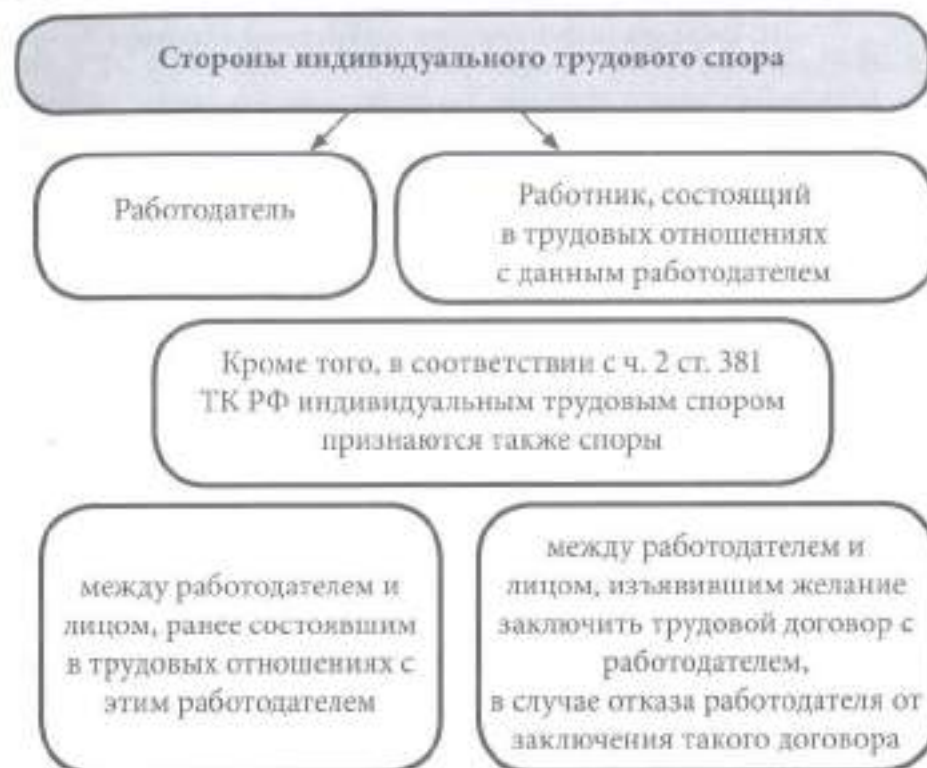 Стороны индивидуального трудового спора
Работодатель
Работник, состоящий
в трудовых отношениях
с данным работодателем
Кроме того, в соответствии с ч. 2 ст. 381
ТК РФ индивидуальным трудовым спором
признаются также споры
между работодателем и
лицом, ранее состоявшим
в трудовых отношениях с
этим работодателем
между работодателем и
лицом, изъявившим желание
заключить трудовой договор с
работодателем,
в случае отказа работодателя от
заключения такого договора